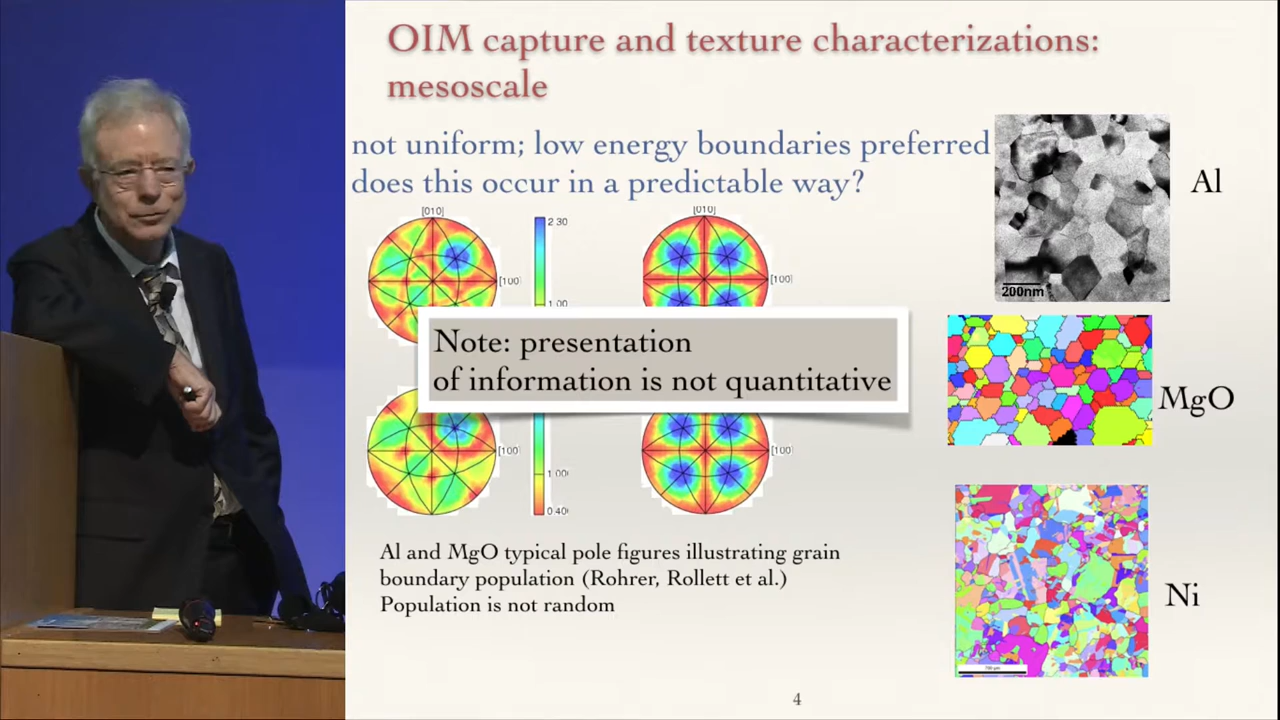 OIM capture and texture characterizations:
mesoscale
not uniform; low energy boundaries preferred
does this occur in a predictable way?
Al
200nm
[010]
2 30
[100]
1 00
[010]
[100]
Note: presentation
of information is not quantitative
MgO
[100]
1 00
0 40
[100]
Al and MgO typical pole figures illustrating grain
boundary population (Rohrer, Rollett et al.)
Population is not random
Ni
4